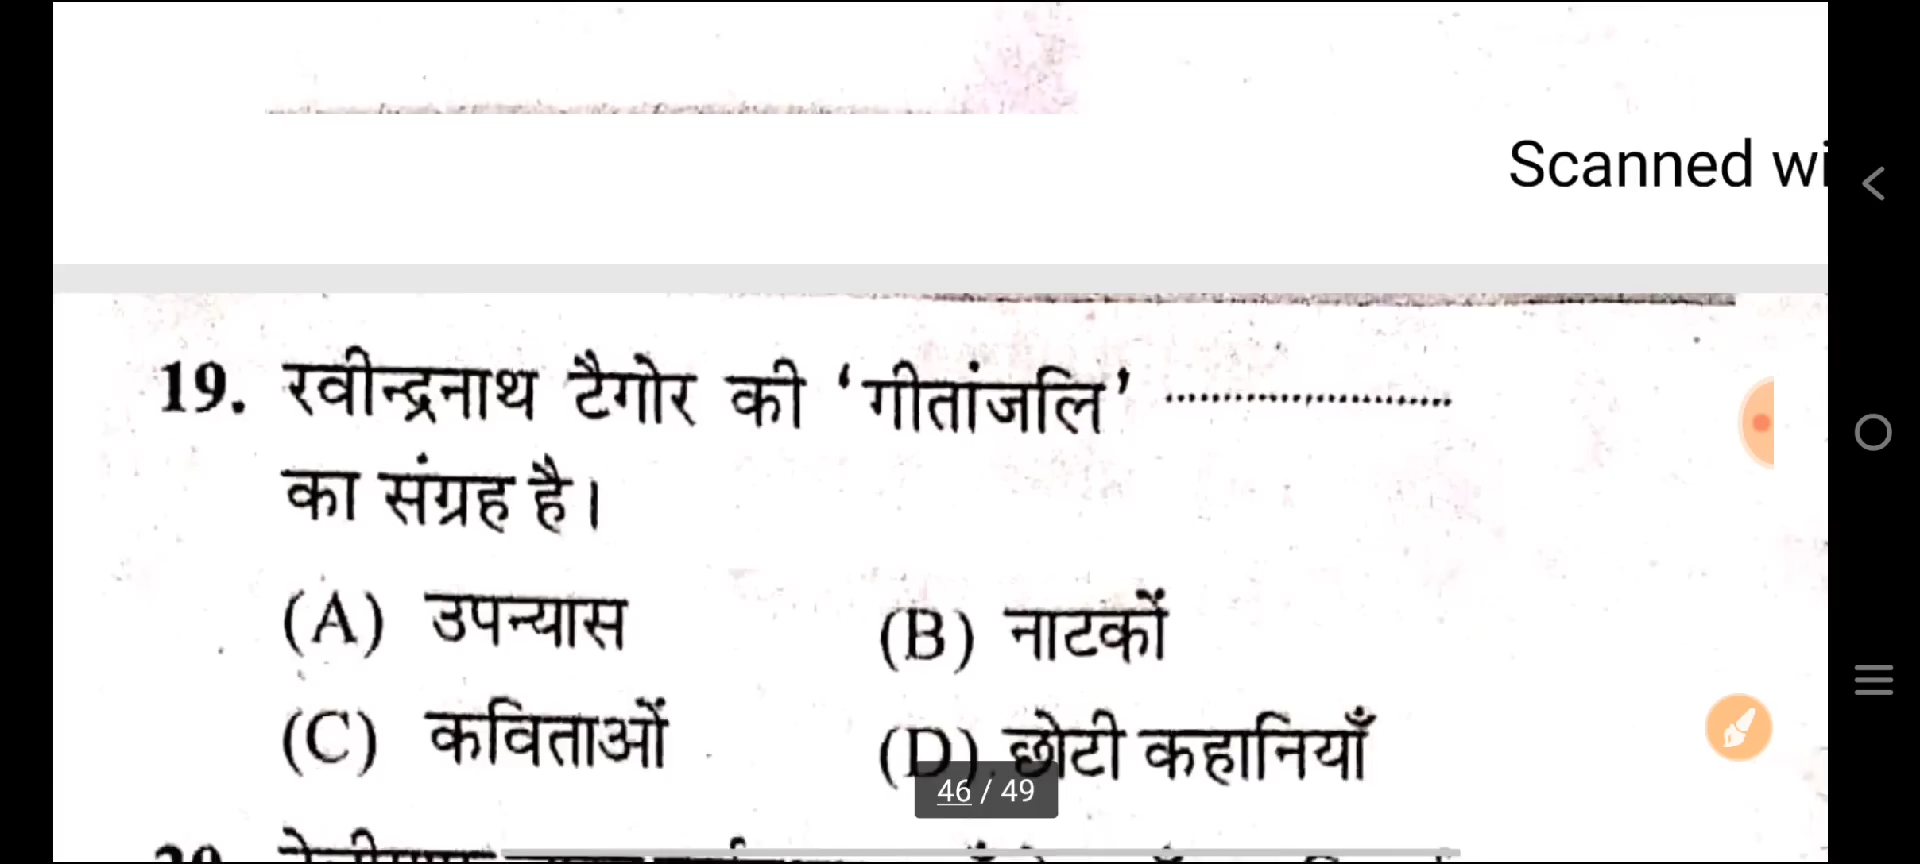 Scanned wi
19. रवीन्द्रनाथ टैगोर की ‘गीतांजलि’ ........................
का संग्रह है।
(A) उपन्यास (B) नाटकों
(C) कविताओं (D) छोटी कहानियाँ
46 / 49